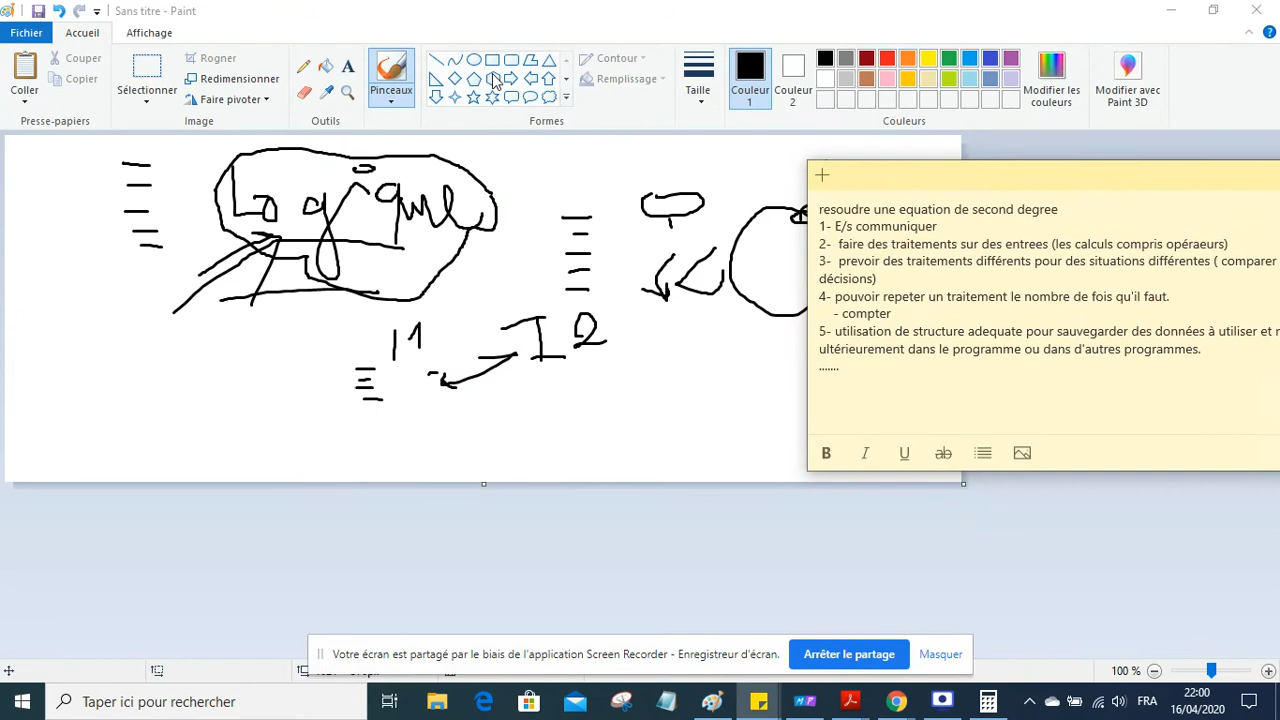 Sans titre - Paint
Fichier
Accueil
Affichage
Coller
Couper
Copier
Presse-papiers
Sélectionner
Rogner
Redimensionner
Faire pivoter
Image
A
Outils
Pinceaux
Contour
Remplissage
Formes
Taille
Couleur 1
Couleur 2
Modifier les couleurs
Modifier avec Paint 3D
Couleurs
Logique
I 2
resoudre une equation de second degree
1- E/s communiquer
2- faire des traitements sur des entrees (les calculs compris opéraeurs)
3- prevoir des traitements différents pour des situations différentes ( comparer
décisions)
4- pouvoir repeter un traitement le nombre de fois qu'il faut.
- compter
5- utilisation de structure adequate pour sauvegarder des données à utiliser et
ultérieurement dans le programme ou dans d'autres programmes.
.......
B I U ab
Votre écran est partagé par le biais de l'application Screen Recorder - Enregistreur d'écran.
Arrêter le partage
Masquer
100 %
Taper ici pour rechercher
FRA
22:00
16/04/2020